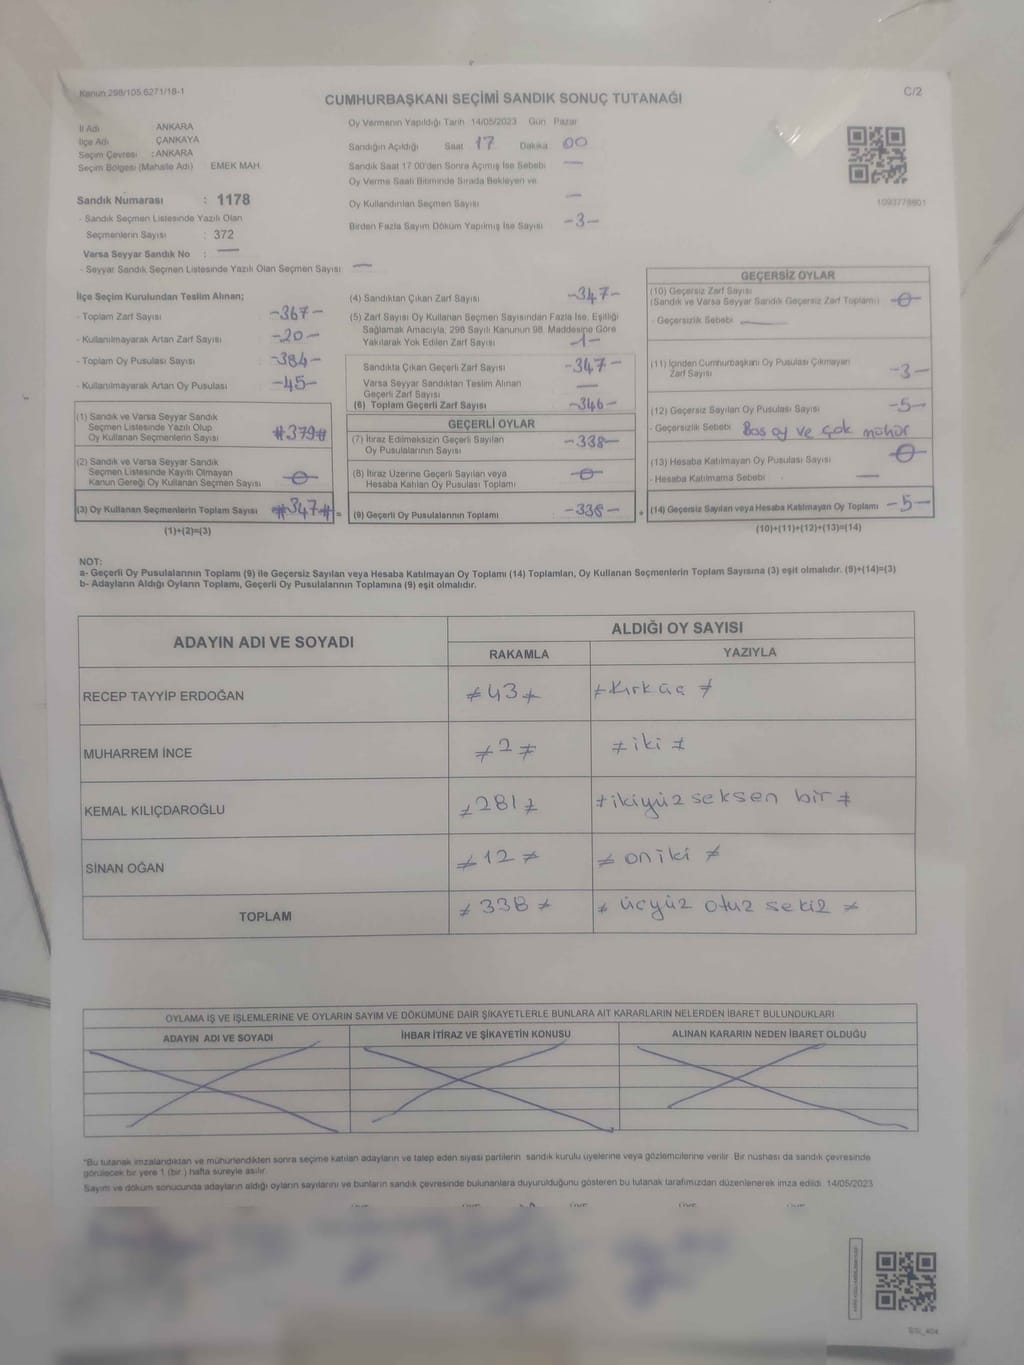 Kanun 298/105,6271/18-1
C/2
CUMHURBAŞKANI SEÇİMİ SANDIK SONUÇ TUTANAĞI
İl Adı ANKARA
İlçe Adı ÇANKAYA
Seçim Çevresi : ANKARA
Seçim Bölgesi (Mahalle Adı) EMEK MAH.
Sandık Numarası : 1178
- Sandık Seçmen Listesinde Yazılı Olan
Seçmenlerin Sayısı : 372
Varsa Seyyar Sandık No : —
- Seyyar Sandık Seçmen Listesinde Yazılı Olan Seçmen Sayısı —
Oy Vermenin Yapıldığı Tarih 14/05/2023 Gün Pazar
Sandığın Açıldığı Saat 17 Dakika 00
Sandık Saat 17.00'den Sonra Açımış İse Sebebi —
Oy Verme Saati Bitiminde Sırada Bekleyen ve
Oy Kullandırılan Seçmen Sayısı —
Birden Fazla Sayım Döküm Yapılmış İse Sayısı -3-
1093778601
İlçe Seçim Kurulundan Teslim Alınan;
- Toplam Zarf Sayısı -367-
- Kullanılmayarak Artan Zarf Sayısı -20-
- Toplam Oy Pusulası Sayısı -384-
- Kullanılmayarak Artan Oy Pusulası -45-
(1) Sandık ve Varsa Seyyar Sandık
Seçmen Listesinde Yazılı Olup
Oy Kullanan Seçmenlerin Sayısı #379#
(2) Sandık ve Varsa Seyyar Sandık
Seçmen Listesinde Kayıtlı Olmayan
Kanun Gereği Oy Kullanan Seçmen Sayısı 0
(3) Oy Kullanan Seçmenlerin Toplam Sayısı #347# =
(1)+(2)=(3)
(4) Sandıktan Çıkan Zarf Sayısı -347-
(5) Zarf Sayısı Oy Kullanan Seçmen Sayısından Fazla İse, Eşitliği
Sağlamak Amacıyla, 298 Sayılı Kanunun 98. Maddesine Göre
Yakılarak Yok Edilen Zarf Sayısı -1-
Sandıkta Çıkan Geçerli Zarf Sayısı -347-
Varsa Seyyar Sandıktan Teslim Alınan
Geçerli Zarf Sayısı —
(6) Toplam Geçerli Zarf Sayısı -346-
GEÇERLİ OYLAR
(7) İtiraz Edilmeksizin Geçerli Sayılan
Oy Pusulalarının Sayısı -338-
(8) İtiraz Üzerine Geçerli Sayılan veya
Hesaba Katılan Oy Pusulası Toplamı 0
(9) Geçerli Oy Pusulalarının Toplamı -338- +
GEÇERSİZ OYLAR
(10) Geçersiz Zarf Sayısı
(Sandık ve Varsa Seyyar Sandık Geçersiz Zarf Toplamı) 0
- Geçersizlik Sebebi —
(11) İçinden Cumhurbaşkanı Oy Pusulası Çıkmayan
Zarf Sayısı -3-
(12) Geçersiz Sayılan Oy Pusulası Sayısı -5-
- Geçersizlik Sebebi Boş oy ve çok mühür
(13) Hesaba Katılmayan Oy Pusulası Sayısı 0
- Hesaba Katılmama Sebebi —
(14) Geçersiz Sayılan veya Hesaba Katılmayan Oy Toplamı -5-
(10)+(11)+(12)+(13)=(14)
NOT:
a- Geçerli Oy Pusulalarının Toplamı (9) ile Geçersiz Sayılan veya Hesaba Katılmayan Oy Toplamı (14) Toplamları, Oy Kullanan Seçmenlerin Toplam Sayısına (3) eşit olmalıdır. (9)+(14)=(3)
b- Adayların Aldığı Oyların Toplamı, Geçerli Oy Pusulalarının Toplamına (9) eşit olmalıdır.
ADAYIN ADI VE SOYADI
ALDIĞI OY SAYISI
RAKAMLA YAZIYLA
RECEP TAYYİP ERDOĞAN ≠43≠ ≠Kırküç≠
MUHARREM İNCE ≠2≠ ≠iki≠
KEMAL KILIÇDAROĞLU ≠281≠ ≠ikiyüz seksen bir≠
SİNAN OĞAN ≠12≠ ≠oniki≠
TOPLAM ≠338≠ ≠üçyüz otuz sekiz≠
OYLAMA İŞ VE İŞLEMLERİNE VE OYLARIN SAYIM VE DÖKÜMÜNE DAİR ŞİKAYETLERLE BUNLARA AİT KARARLARIN NELERDEN İBARET BULUNDUKLARI
ADAYIN ADI VE SOYADI
İHBAR İTİRAZ VE ŞİKAYETİN KONUSU
ALINAN KARARIN NEDEN İBARET OLDUĞU
*Bu tutanak imzalandıktan ve mühürlendikten sonra seçime katılan adayların ve talep eden siyasi partilerin sandık kurulu üyelerine veya gözlemcilerine verilir. Bir nüshası da sandık çevresinde
görülecek bir yere 1 (bir ) hafta süreyle asılır.
Sayım ve döküm sonucunda adayların aldığı oyların sayılarını ve bunların sandık çevresinde bulunanlara duyurulduğunu gösteren bu tutanak tarafımızdan düzenlenerek imza edildi. 14/05/2023